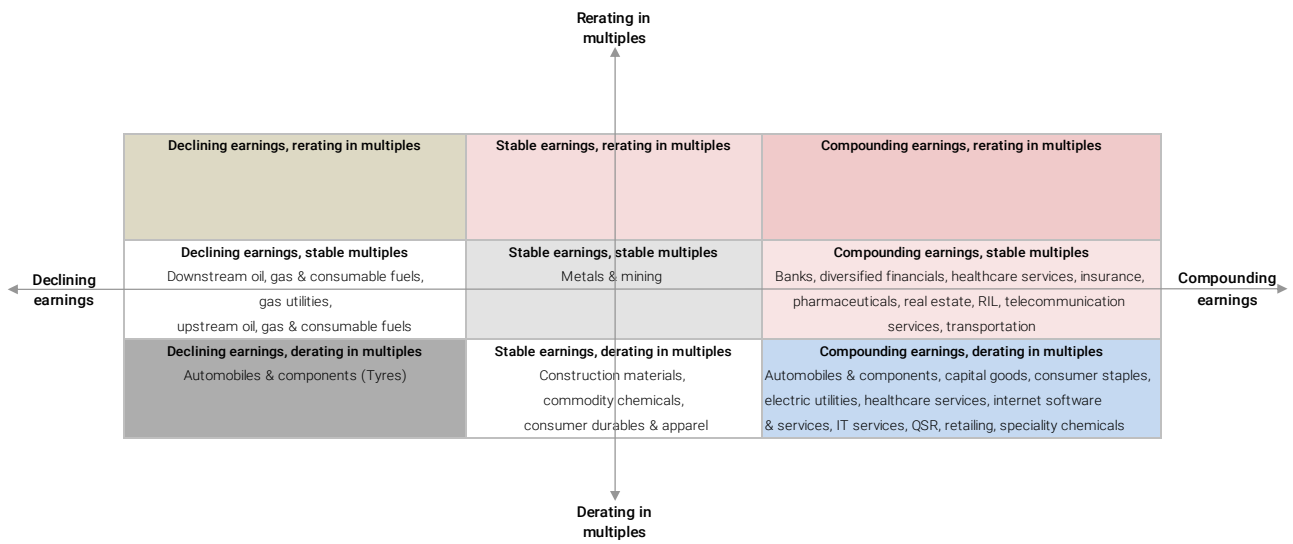 Rerating in
multiples
Declining earnings, rerating in multiples
Stable earnings, rerating in multiples
Compounding earnings, rerating in multiples
Declining
earnings
Declining earnings, stable multiples
Downstream oil, gas & consumable fuels,
gas utilities,
upstream oil, gas & consumable fuels
Stable earnings, stable multiples
Metals & mining
Compounding earnings, stable multiples
Banks, diversified financials, healthcare services, insurance,
pharmaceuticals, real estate, RIL, telecommunication
services, transportation
Compounding
earnings
Declining earnings, derating in multiples
Automobiles & components (Tyres)
Stable earnings, derating in multiples
Construction materials,
commodity chemicals,
consumer durables & apparel
Compounding earnings, derating in multiples
Automobiles & components, capital goods, consumer staples,
electric utilities, healthcare services, internet software
& services, IT services, QSR, retailing, speciality chemicals
Derating in
multiples